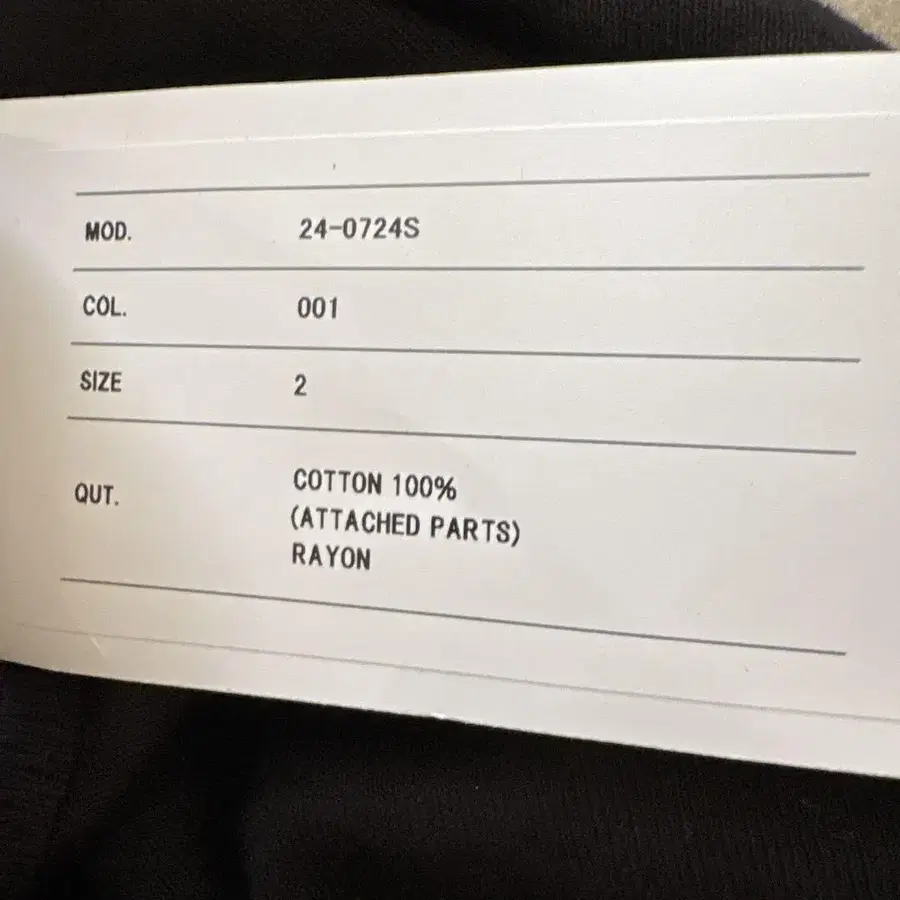 MOD. 24-0724S
COL. 001
SIZE 2
QUT. COTTON 100%
(ATTACHED PARTS)
RAYON